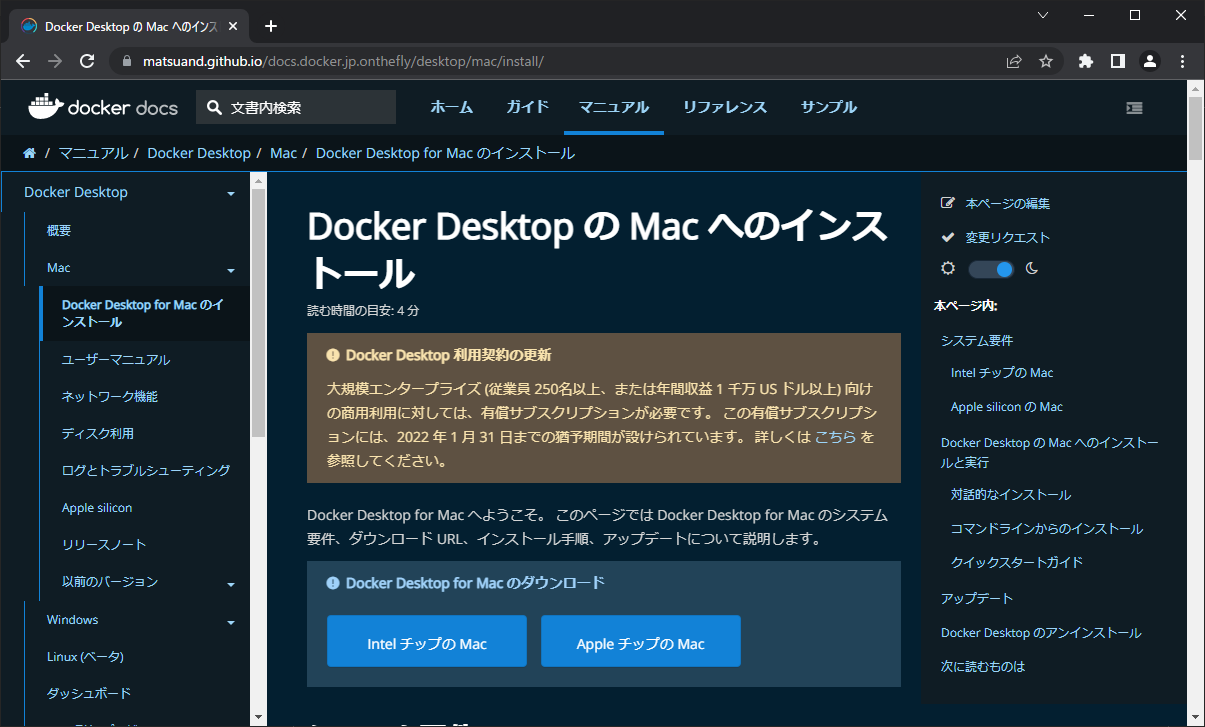 Docker Desktop の Mac へのインス
matsuand.github.io/docs.docker.jp.onthefly/desktop/mac/install/
docker docs
文書内検索
ホーム
ガイド
マニュアル
リファレンス
サンプル
/ マニュアル / Docker Desktop / Mac / Docker Desktop for Mac のインストール
Docker Desktop
概要
Mac
Docker Desktop for Mac のイ
ンストール
ユーザーマニュアル
ネットワーク機能
ディスク利用
ログとトラブルシューティング
Apple silicon
リリースノート
以前のバージョン
Windows
Linux (ベータ)
ダッシュボード
Docker Desktop の Mac へのインス
トール
読む時間の目安: 4 分
Docker Desktop 利用契約の更新
大規模エンタープライズ (従業員 250名以上、または年間収益 1 千万 US ドル以上) 向け
の商用利用に対しては、有償サブスクリプションが必要です。 この有償サブスクリプシ
ョンには、2022 年 1 月 31 日までの猶予期間が設けられています。 詳しくは こちら を
参照してください。
Docker Desktop for Mac へようこそ。 このページでは Docker Desktop for Mac のシステム
要件、ダウンロード URL、インストール手順、アップデートについて説明します。
Docker Desktop for Mac のダウンロード
Intel チップの Mac
Apple チップの Mac
本ページの編集
変更リクエスト
本ページ内:
システム要件
Intel チップの Mac
Apple silicon の Mac
Docker Desktop の Mac へのインストー
ルと実行
対話的なインストール
コマンドラインからのインストール
クイックスタートガイド
アップデート
Docker Desktop のアンインストール
次に読むものは